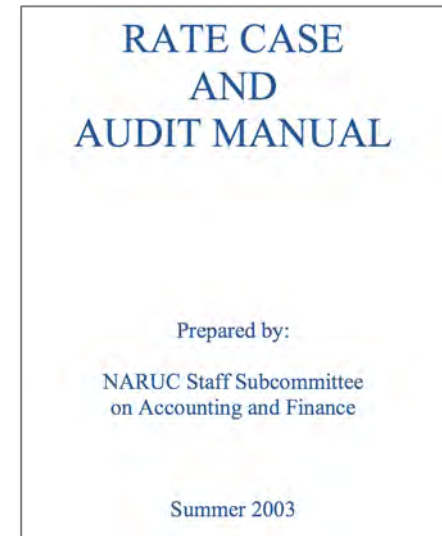 RATE CASE
AND
AUDIT MANUAL
Prepared by:
NARUC Staff Subcommittee
on Accounting and Finance
Summer 2003